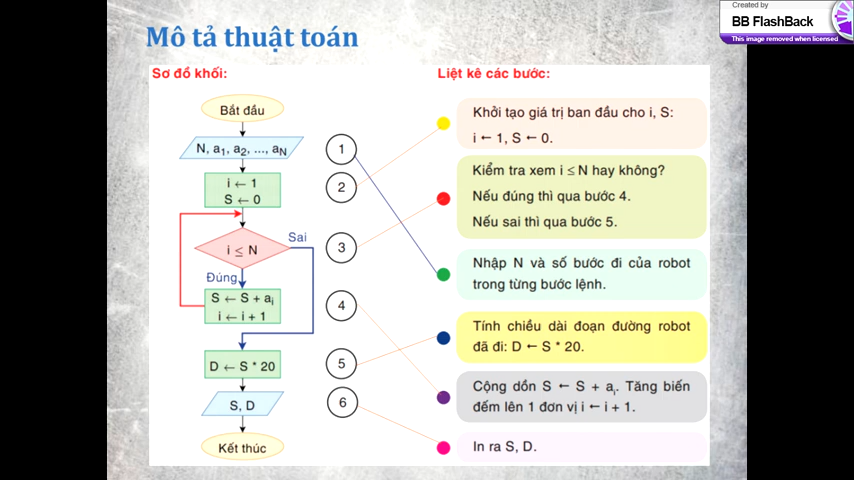 Created by
BB FlashBack
This image removed when licensed
Mô tả thuật toán
Sơ đồ khối:
Bắt đầu
N, a1, a2, ..., aN
i ← 1
S ← 0
i ≤ N
Sai
Đúng
S ← S + ai
i ← i + 1
D ← S * 20
S, D
Kết thúc
1
2
3
4
5
6
Liệt kê các bước:
Khởi tạo giá trị ban đầu cho i, S:
i ← 1, S ← 0.
Kiểm tra xem i ≤ N hay không?
Nếu đúng thì qua bước 4.
Nếu sai thì qua bước 5.
Nhập N và số bước đi của robot
trong từng bước lệnh.
Tính chiều dài đoạn đường robot
đã đi: D ← S * 20.
Cộng dồn S ← S + ai. Tăng biến
đếm lên 1 đơn vị i ← i + 1.
In ra S, D.